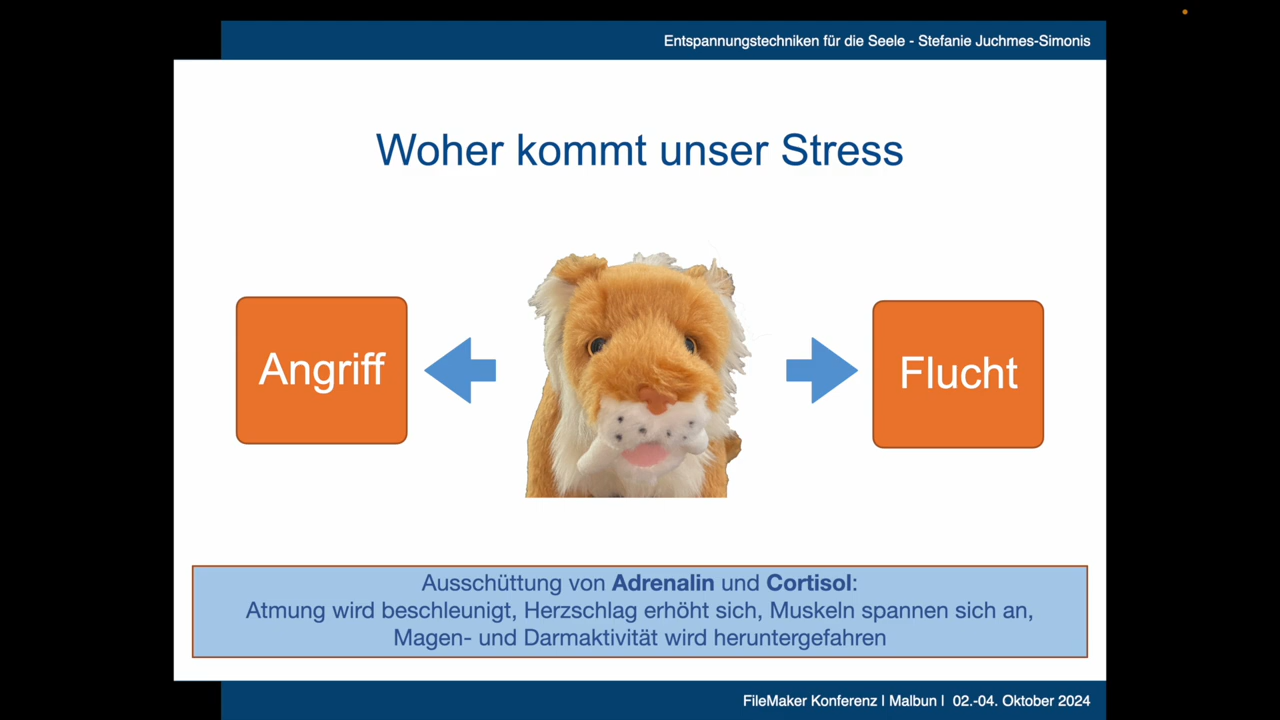 Entspannungstechniken für die Seele - Stefanie Juchmes-Simonis
Woher kommt unser Stress
Angriff
Flucht
Ausschüttung von Adrenalin und Cortisol:
Atmung wird beschleunigt, Herzschlag erhöht sich, Muskeln spannen sich an,
Magen- und Darmaktivität wird heruntergefahren
FileMaker Konferenz I Malbun I 02.-04. Oktober 2024